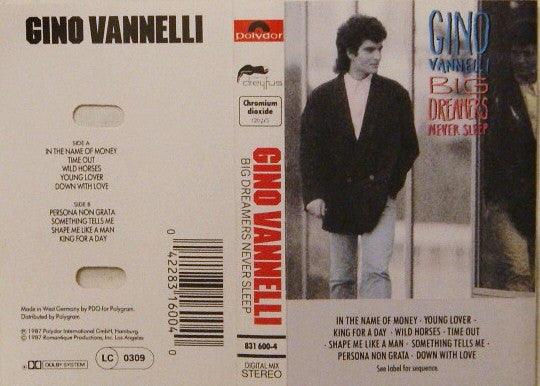 GINO VANNELLI
SIDE A
IN THE NAME OF MONEY
TIME OUT
WILD HORSES
YOUNG LOVER
DOWN WITH LOVE
SIDE B
PERSONA NON GRATA
SOMETHING TELLS ME
SHAPE ME LIKE A MAN
KING FOR A DAY
0 42283 16004 0
Made in West Germany by PDO for Polygram.
Distributed by Polygram.
℗ 1987 Polydor International GmbH, Hamburg
© 1987 Romantique Productions, Inc. Los Angeles
DOLBY SYSTEM
LC 0309
polydor
dreyfus
Chromium
dioxide
GINO VANNELLI
BIG DREAMERS NEVER SLEEP
831 600-4
DIGITAL MIX
STEREO
GINO
VANNELLI
BIG
DREAMERS
NEVER SLEEP
IN THE NAME OF MONEY · YOUNG LOVER ·
KING FOR A DAY · WILD HORSES · TIME OUT
· SHAPE ME LIKE A MAN · SOMETHING TELLS ME ·
PERSONA NON GRATA · DOWN WITH LOVE
See label for sequence.